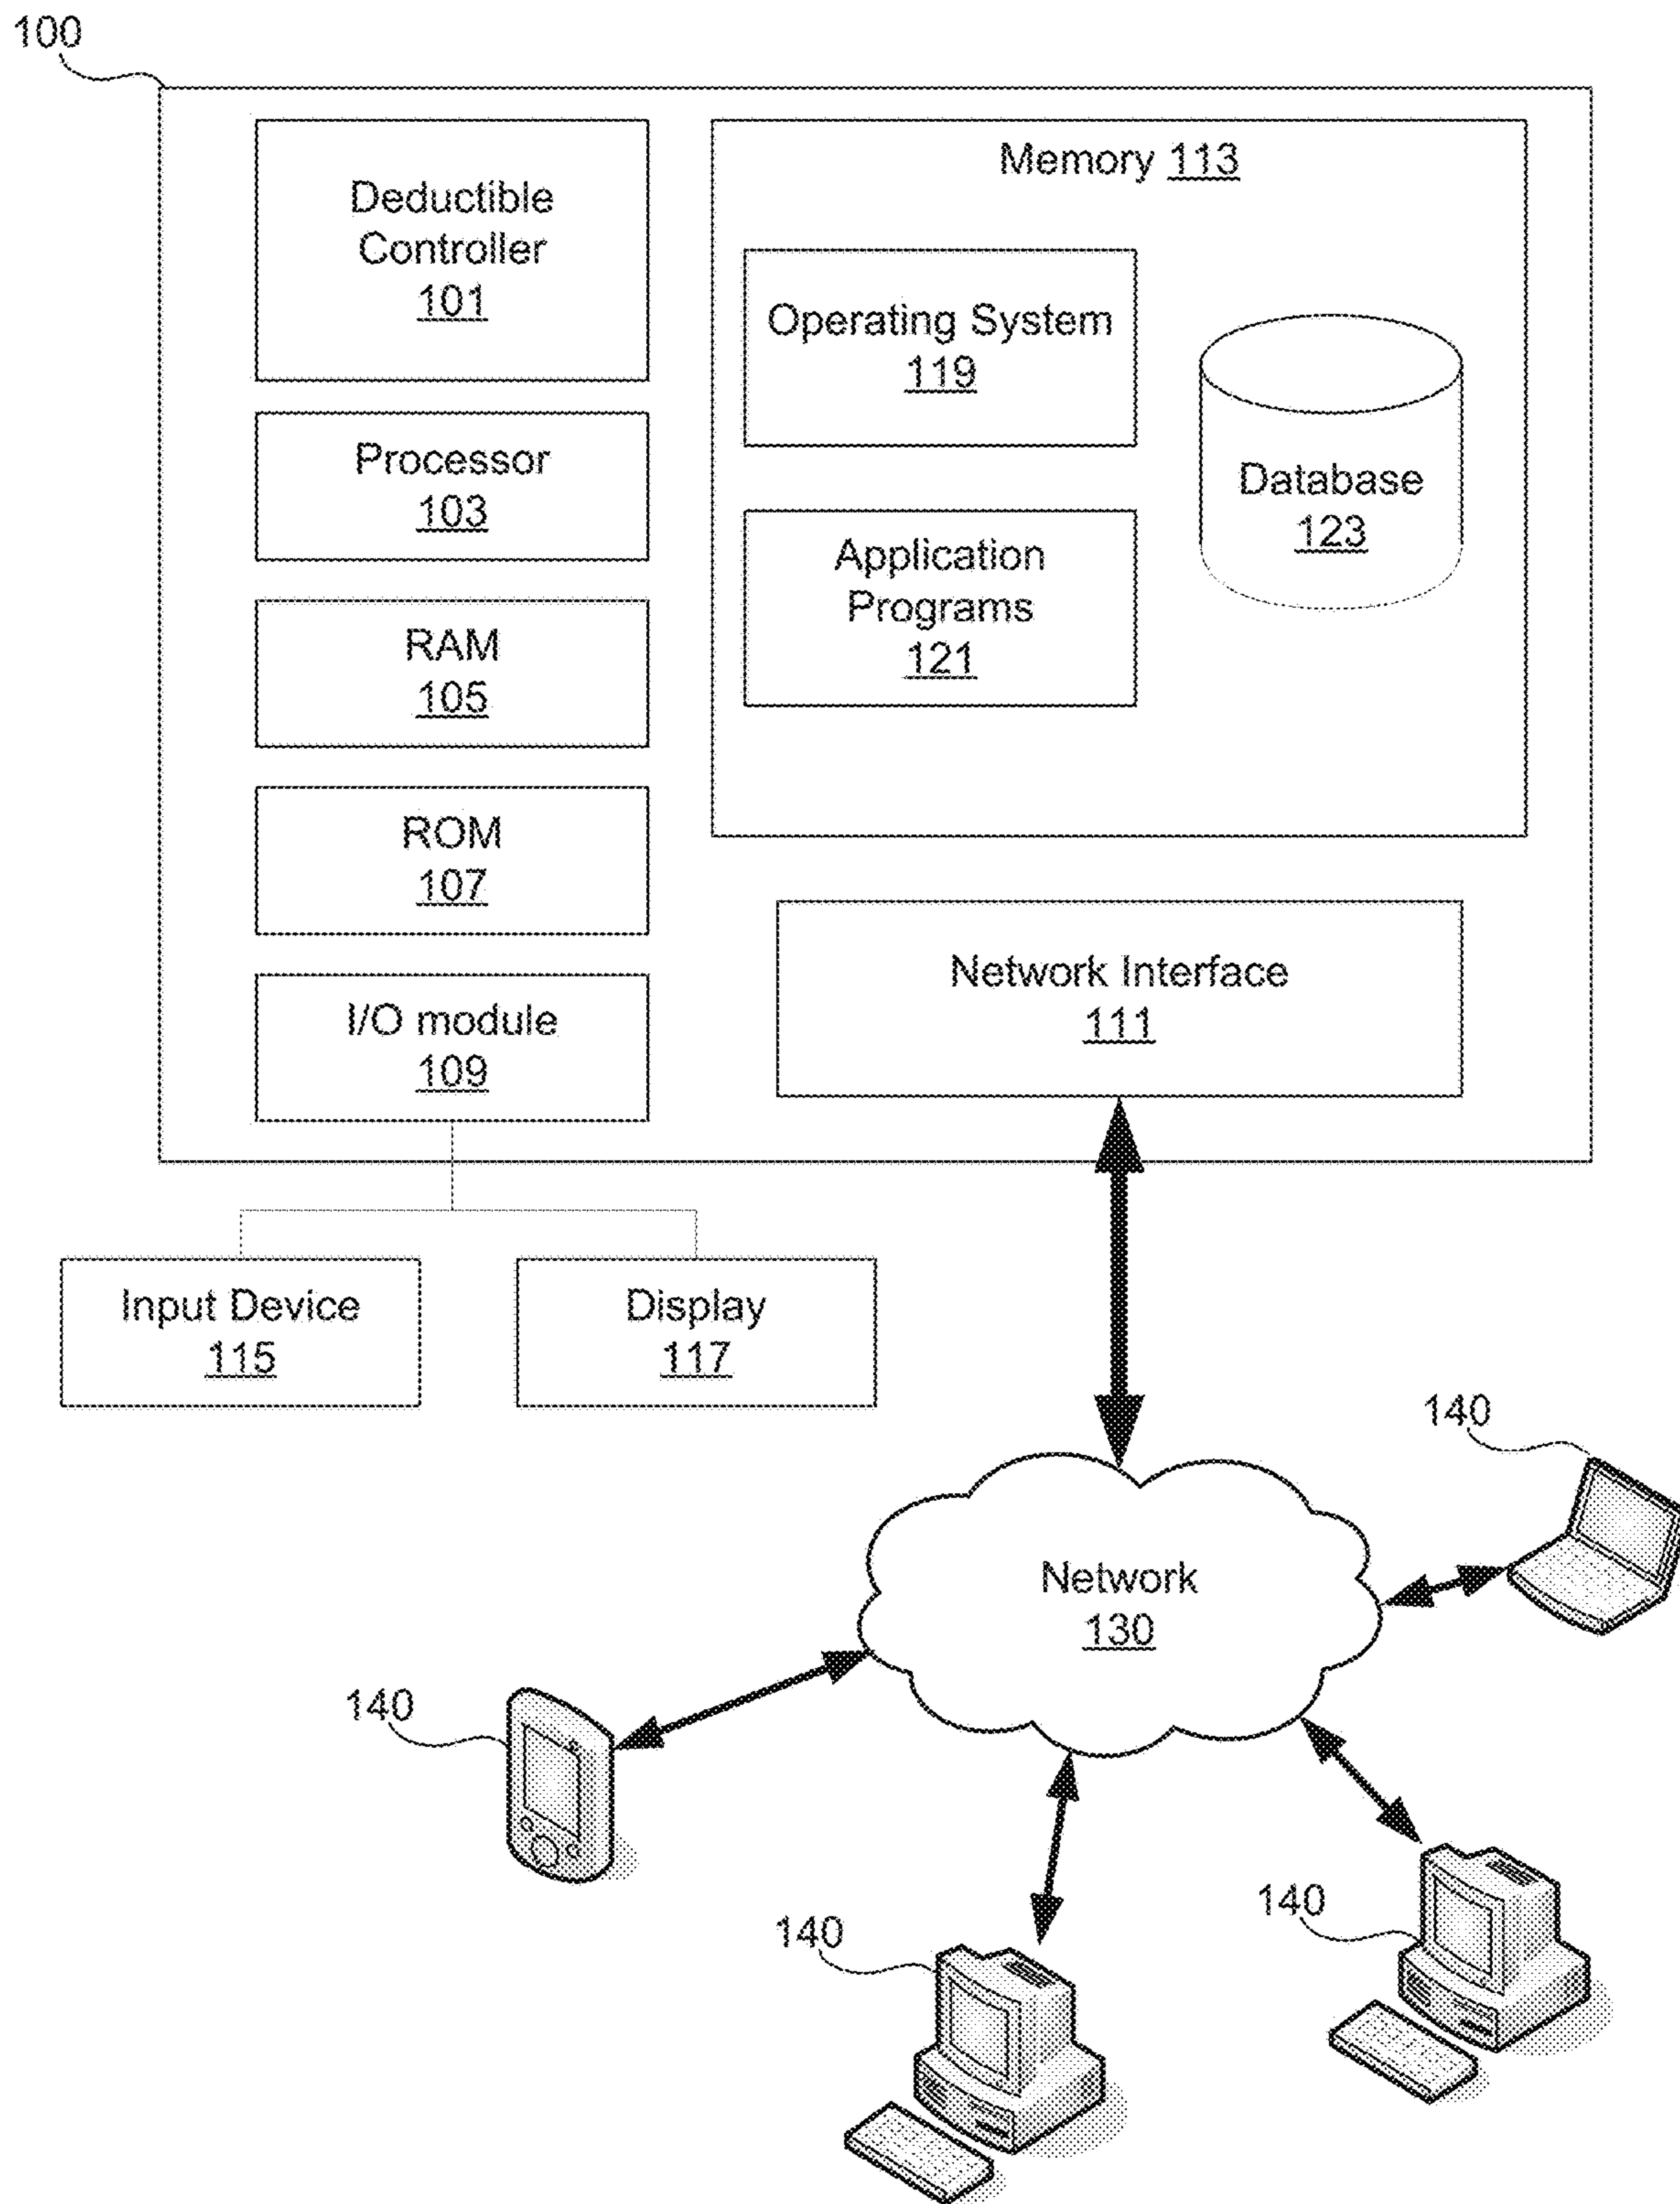 100
Deductible
Controller
101
Processor
103
RAM
105
ROM
107
I/O module
109
Memory 113
Operating System
119
Application
Programs
121
Database
123
Network Interface
111
Input Device
115
Display
117
Network
130
140
140
140
140